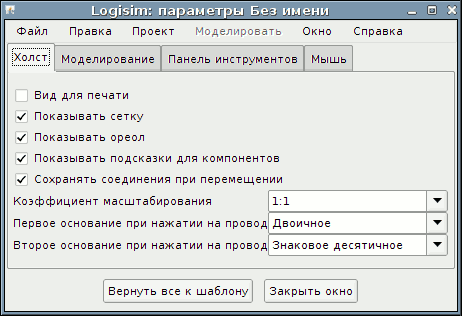 Logisim: параметры Без имени
Файл Правка Проект Моделировать Окно Справка
Холст Моделирование Панель инструментов Мышь
Вид для печати
Показывать сетку
Показывать ореол
Показывать подсказки для компонентов
Сохранять соединения при перемещении
Коэффициент масштабирования 1:1
Первое основание при нажатии на провод Двоичное
Второе основание при нажатии на провод Знаковое десятичное
Вернуть все к шаблону Закрыть окно